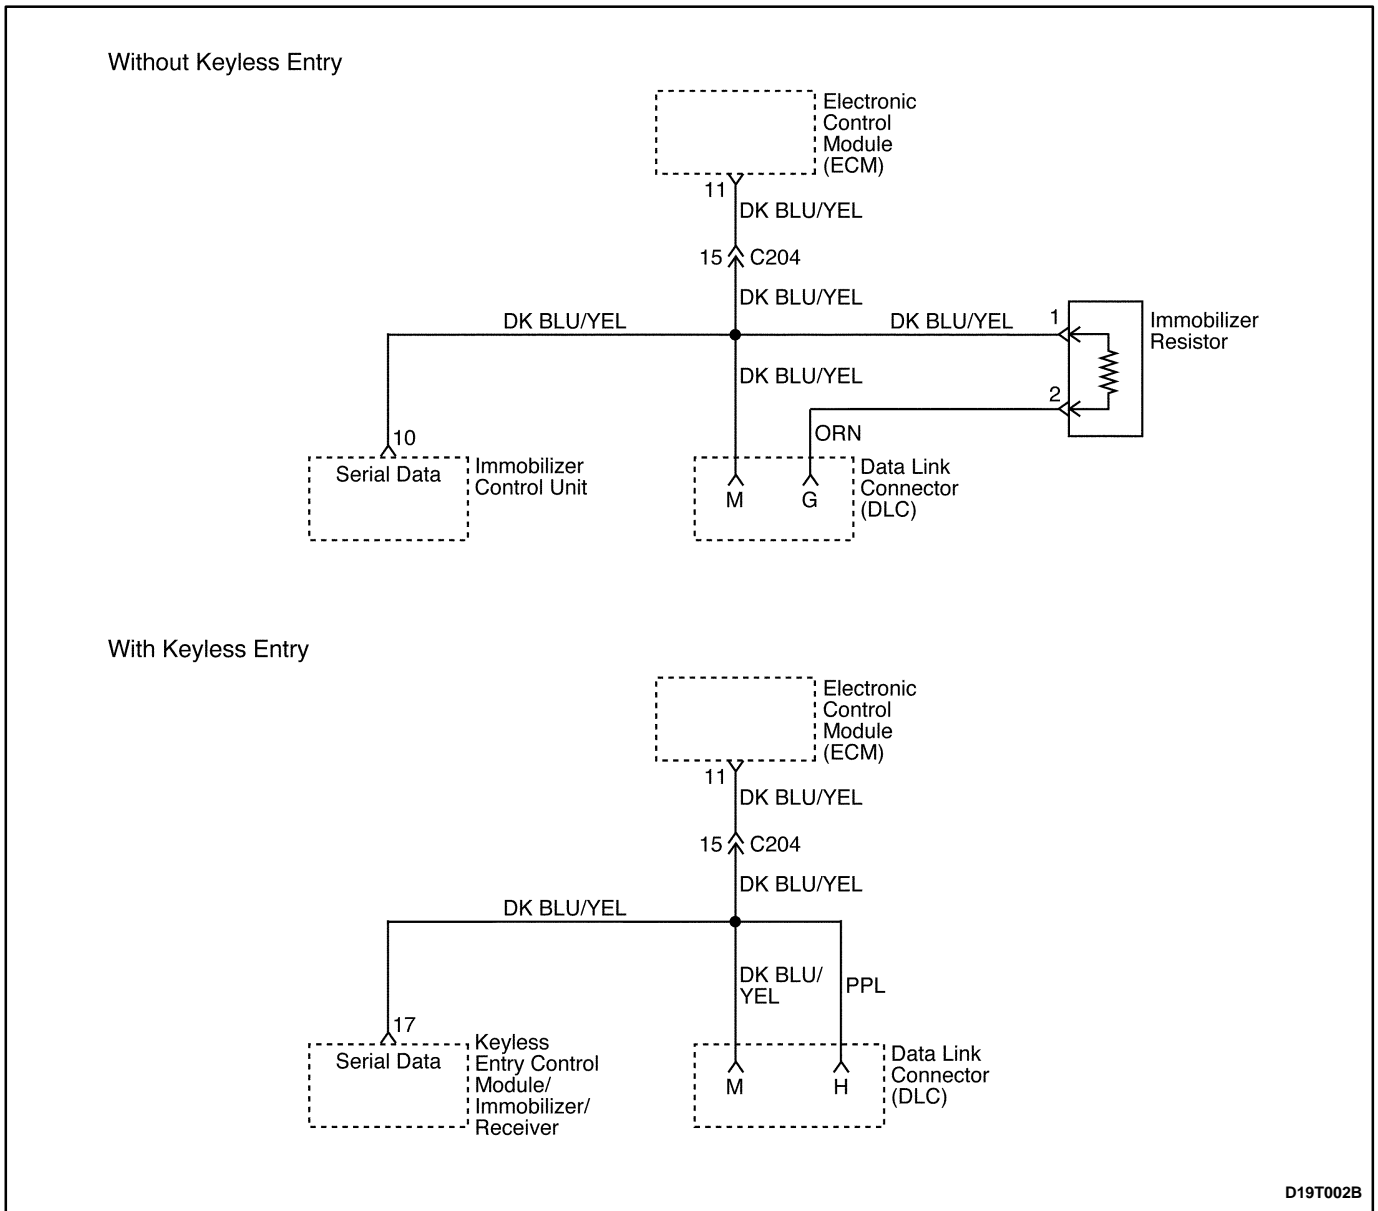 Without Keyless Entry
Electronic
Control
Module
(ECM)
11
DK BLU/YEL
15 C204
DK BLU/YEL
DK BLU/YEL
DK BLU/YEL
1
Immobilizer
Resistor
DK BLU/YEL
2
ORN
10
Serial Data
Immobilizer
Control Unit
M
G
Data Link
Connector
(DLC)
With Keyless Entry
Electronic
Control
Module
(ECM)
11
DK BLU/YEL
15 C204
DK BLU/YEL
DK BLU/YEL
DK BLU/
YEL
PPL
17
Serial Data
Keyless
Entry Control
Module/
Immobilizer/
Receiver
M
H
Data Link
Connector
(DLC)
D19T002B